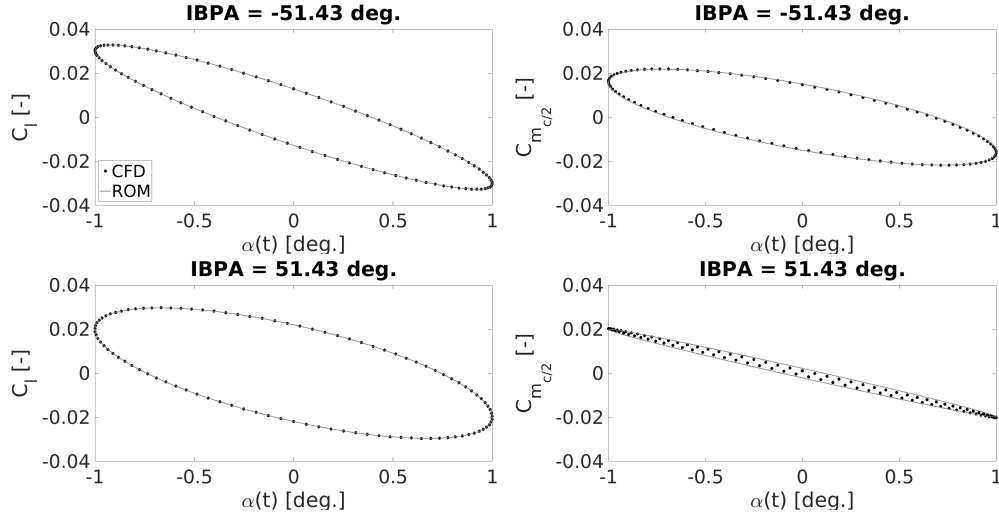 IBPA = -51.43 deg.
0.04
0.02
0
-0.02
-0.04
C_l [-]
CFD
ROM
-1 -0.5 0 0.5 1
α(t) [deg.]
IBPA = -51.43 deg.
0.04
0.02
0
-0.02
-0.04
C_{m_{c/2}} [-]
-1 -0.5 0 0.5 1
α(t) [deg.]
IBPA = 51.43 deg.
0.04
0.02
0
-0.02
-0.04
C_l [-]
-1 -0.5 0 0.5 1
α(t) [deg.]
IBPA = 51.43 deg.
0.04
0.02
0
-0.02
-0.04
C_{m_{c/2}} [-]
-1 -0.5 0 0.5 1
α(t) [deg.]